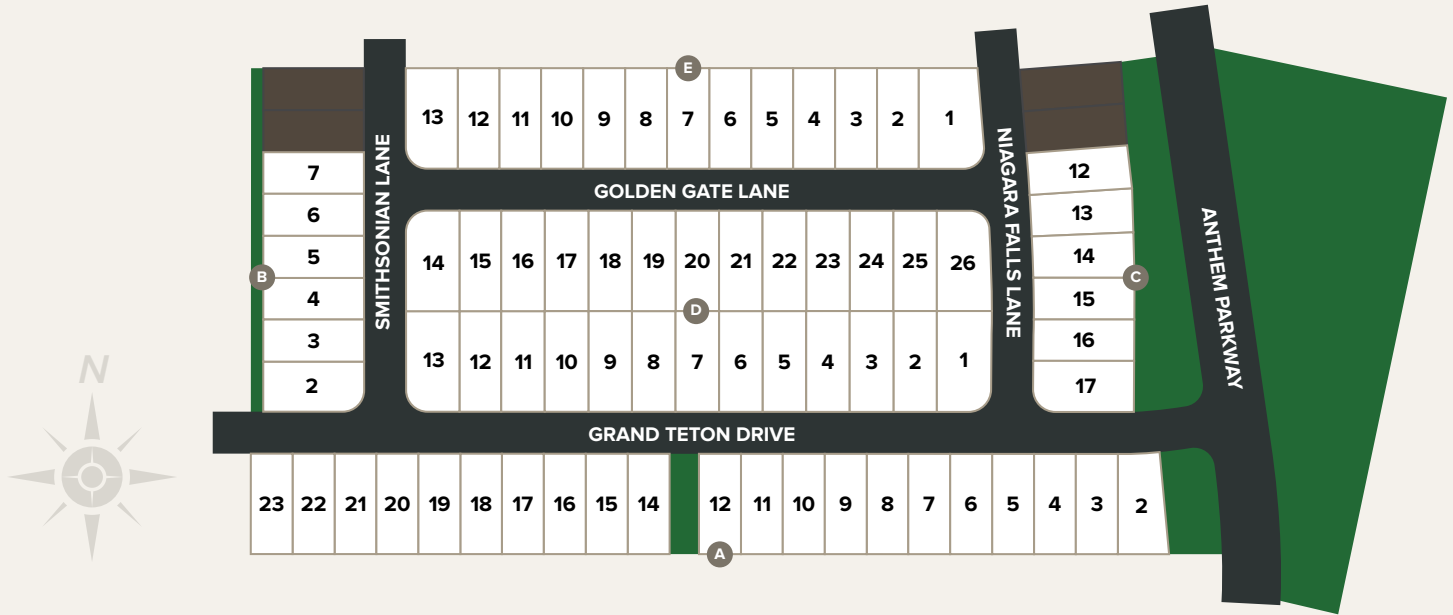 E
13 12 11 10 9 8 7 6 5 4 3 2 1
GOLDEN GATE LANE
SMITHSONIAN LANE
NIAGARA FALLS LANE
ANTHEM PARKWAY
7
6
5
B
4
3
2
14 15 16 17 18 19 20 21 22 23 24 25 26
D
13 12 11 10 9 8 7 6 5 4 3 2 1
12
13
14
C
15
16
17
N
GRAND TETON DRIVE
23 22 21 20 19 18 17 16 15 14 12 11 10 9 8 7 6 5 4 3 2
A